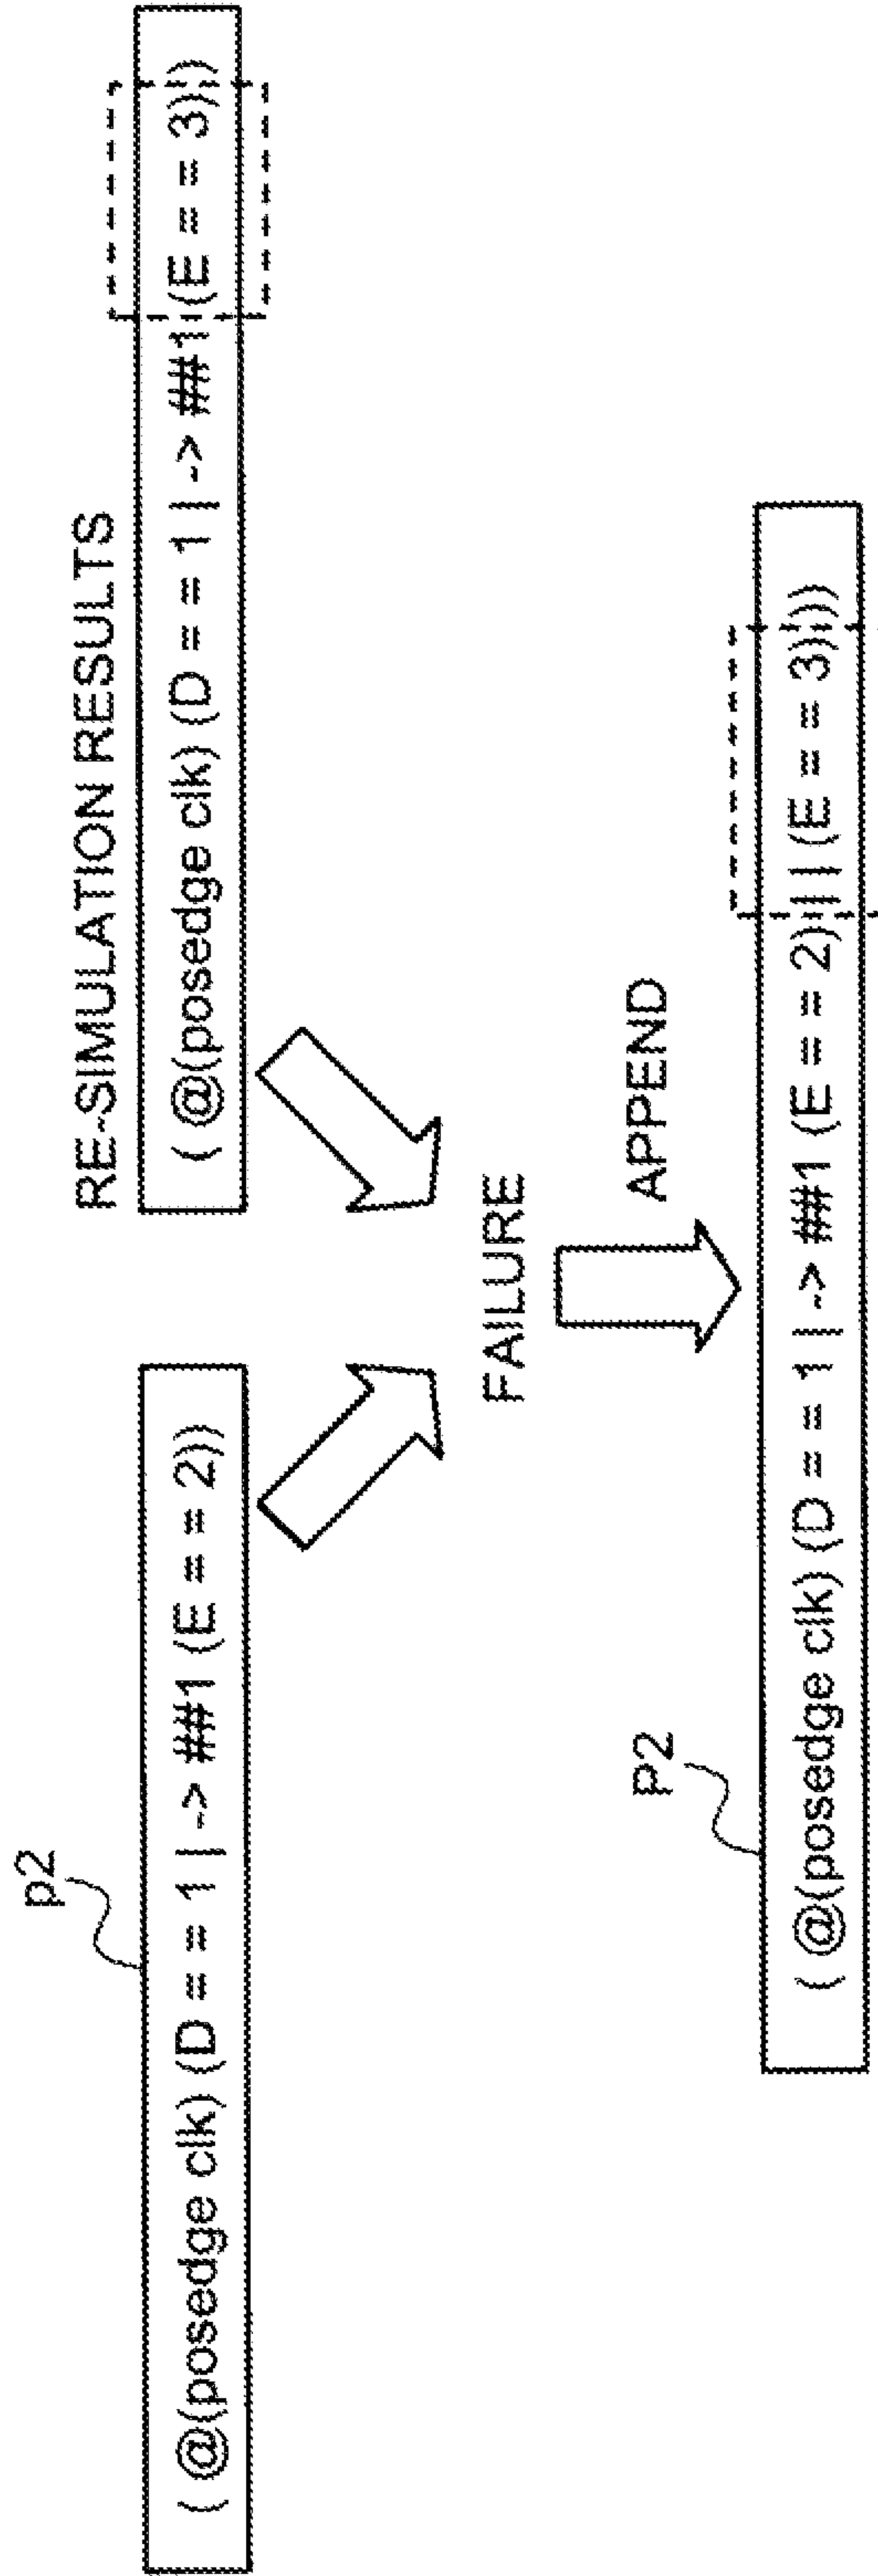 p2
( @(posedge clk) (D = = 1 | -> ##1 (E = = 2))
RE-SIMULATION RESULTS
( @(posedge clk) (D = = 1 | -> ##1 (E = = 3)))
FAILURE
APPEND
P2
( @(posedge clk) (D = = 1 | -> ##1 (E = = 2) | | (E = = 3)))